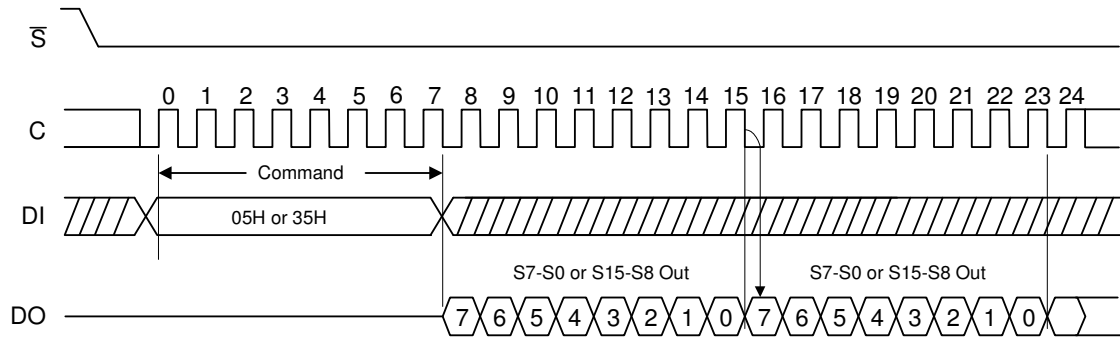 S̅
0 1 2 3 4 5 6 7 8 9 10 11 12 13 14 15 16 17 18 19 20 21 22 23 24
C
Command
DI
05H or 35H
S7-S0 or S15-S8 Out S7-S0 or S15-S8 Out
DO
7 6 5 4 3 2 1 0 7 6 5 4 3 2 1 0